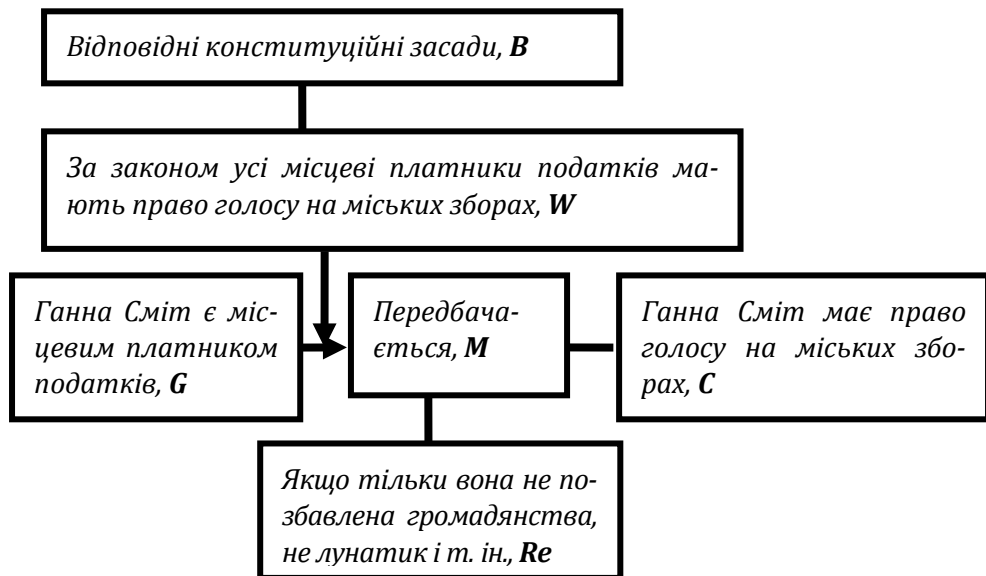 Відповідні конституційні засади, B
За законом усі місцеві платники податків ма-
ють право голосу на міських зборах, W
Ганна Сміт є міс-
цевим платником
податків, G
Передбача-
ється, M
Ганна Сміт має право
голосу на міських збо-
рах, C
Якщо тільки вона не по-
збавлена громадянства,
не лунатик і т. ін., Re